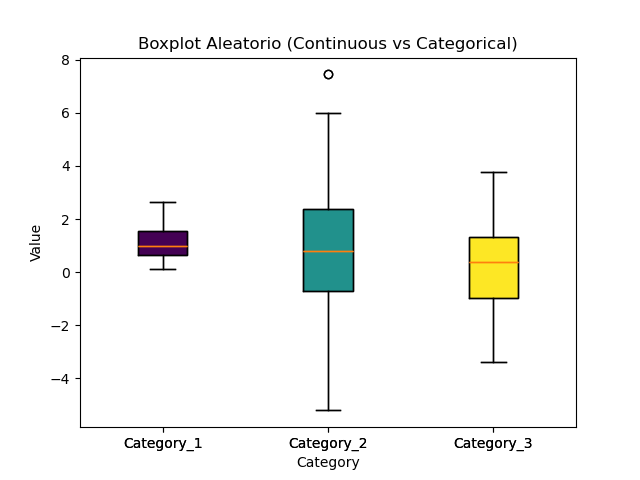 Boxplot Aleatorio (Continuous vs Categorical)
8
6
4
2
0
−2
−4
Value
Category_1
Category_2
Category_3
Category